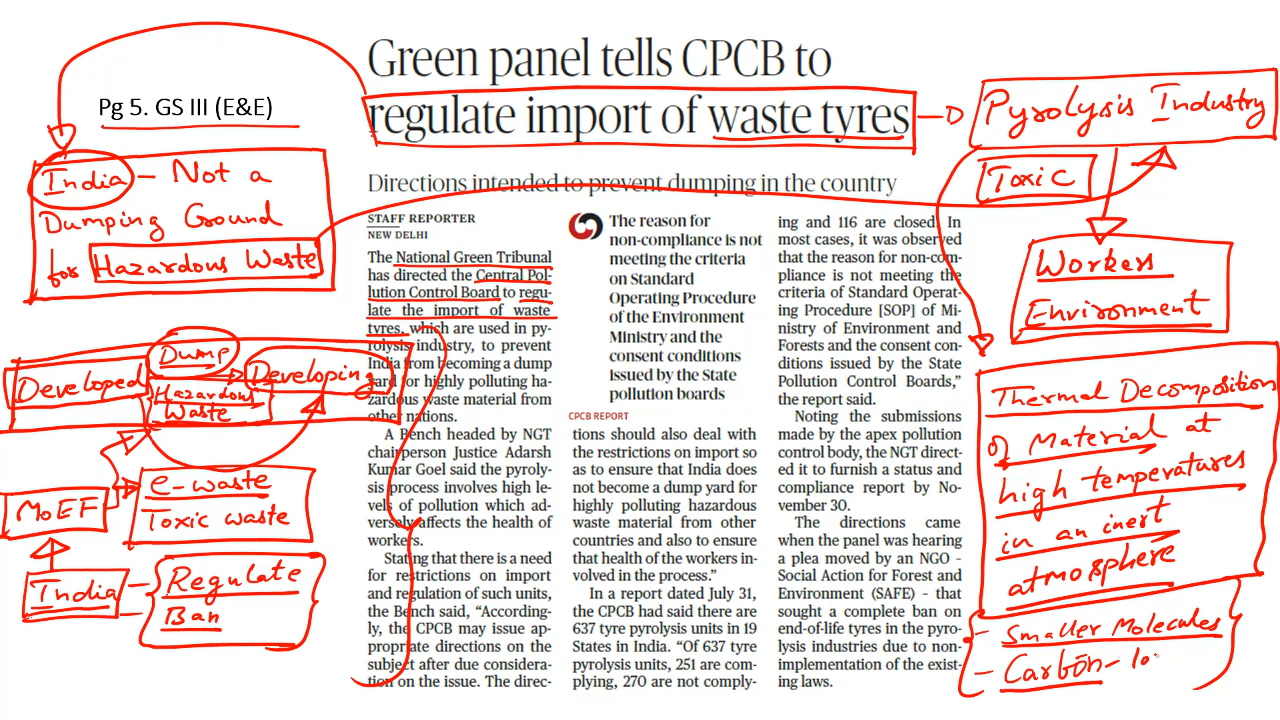 Green panel tells CPCB to
regulate import of waste tyres
Directions intended to prevent dumping in the country
STAFF REPORTER
NEW DELHI
The National Green Tribunal
has directed the Central Pol-
lution Control Board to regu-
late the import of waste
tyres, which are used in py-
rolysis industry, to prevent
India from becoming a dump
yard for highly polluting ha-
zardous waste material from
other nations.
A Bench headed by NGT
chairperson Justice Adarsh
Kumar Goel said the pyroly-
sis process involves high le-
vels of pollution which adv-
ersely affects the health of
workers.
Stating that there is a need
for restrictions on import
and regulation of such units,
the Bench said, “According-
ly, the CPCB may issue ap-
propriate directions on the
subject after due considera-
tion on the issue. The direc-
The reason for
non-compliance is not
meeting the criteria
on Standard
Operating Procedure
of the Environment
Ministry and the
consent conditions
issued by the State
pollution boards
CPCB REPORT
tions should also deal with
the restrictions on import so
as to ensure that India does
not become a dump yard for
highly polluting hazardous
waste material from other
countries and also to ensure
that health of the workers in-
volved in the process.”
In a report dated July 31,
the CPCB had said there are
637 tyre pyrolysis units in 19
States in India. “Of 637 tyre
pyrolysis units, 251 are com-
plying, 270 are not comply-
ing and 116 are closed. In
most cases, it was observed
that the reason for non-com-
pliance is not meeting the
criteria of Standard Operat-
ing Procedure [SOP] of Mi-
nistry of Environment and
Forests and the consent con-
ditions issued by the State
Pollution Control Boards,”
the report said.
Noting the submissions
made by the apex pollution
control body, the NGT direct-
ed it to furnish a status and
compliance report by No-
vember 30.
The directions came
when the panel was hearing
a plea moved by an NGO -
Social Action for Forest and
Environment (SAFE) - that
sought a complete ban on
end-of-life tyres in the pyro-
lysis industries due to non-
implementation of the exist-
ing laws.
Pg 5. GS III (E&E)
India - Not a
Dumping Ground
for Hazardous Waste
Dump
Developed
Developing
Hazardous
Waste
e-waste
MoEF
Toxic waste
India
Regulate
Ban
Pyrolysis Industry
Toxic
Workers
Environment
Thermal Decomposition
of Material at
high temperatures
in an inert
atmosphere
- Smaller Molecules
- Carbon-